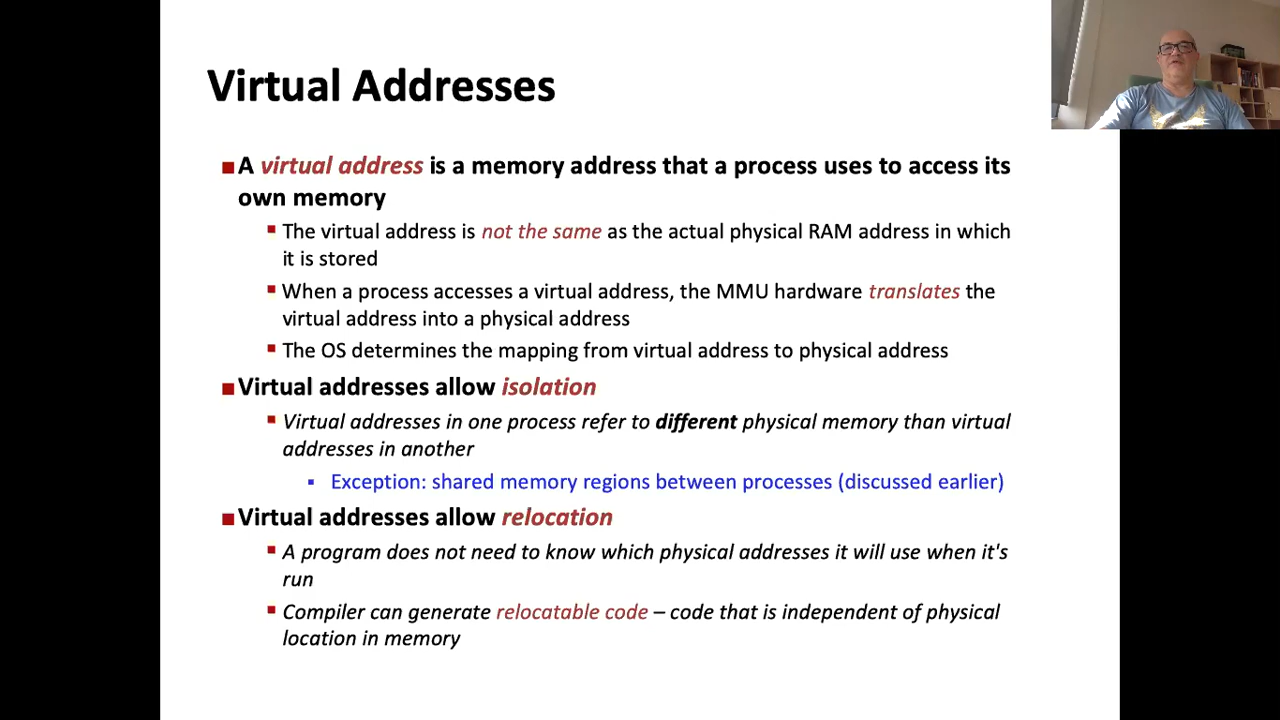 Virtual Addresses
A virtual address is a memory address that a process uses to access its
own memory
The virtual address is not the same as the actual physical RAM address in which
it is stored
When a process accesses a virtual address, the MMU hardware translates the
virtual address into a physical address
The OS determines the mapping from virtual address to physical address
Virtual addresses allow isolation
Virtual addresses in one process refer to different physical memory than virtual
addresses in another
Exception: shared memory regions between processes (discussed earlier)
Virtual addresses allow relocation
A program does not need to know which physical addresses it will use when it's
run
Compiler can generate relocatable code – code that is independent of physical
location in memory